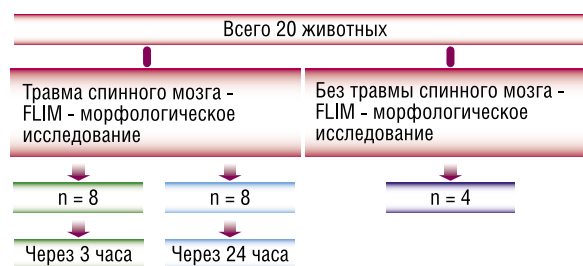 Всего 20 животных
Травма спинного мозга -
FLIM - морфологическое
исследование
Без травмы спинного мозга -
FLIM - морфологическое
исследование
n = 8
n = 8
n = 4
Через 3 часа
Через 24 часа